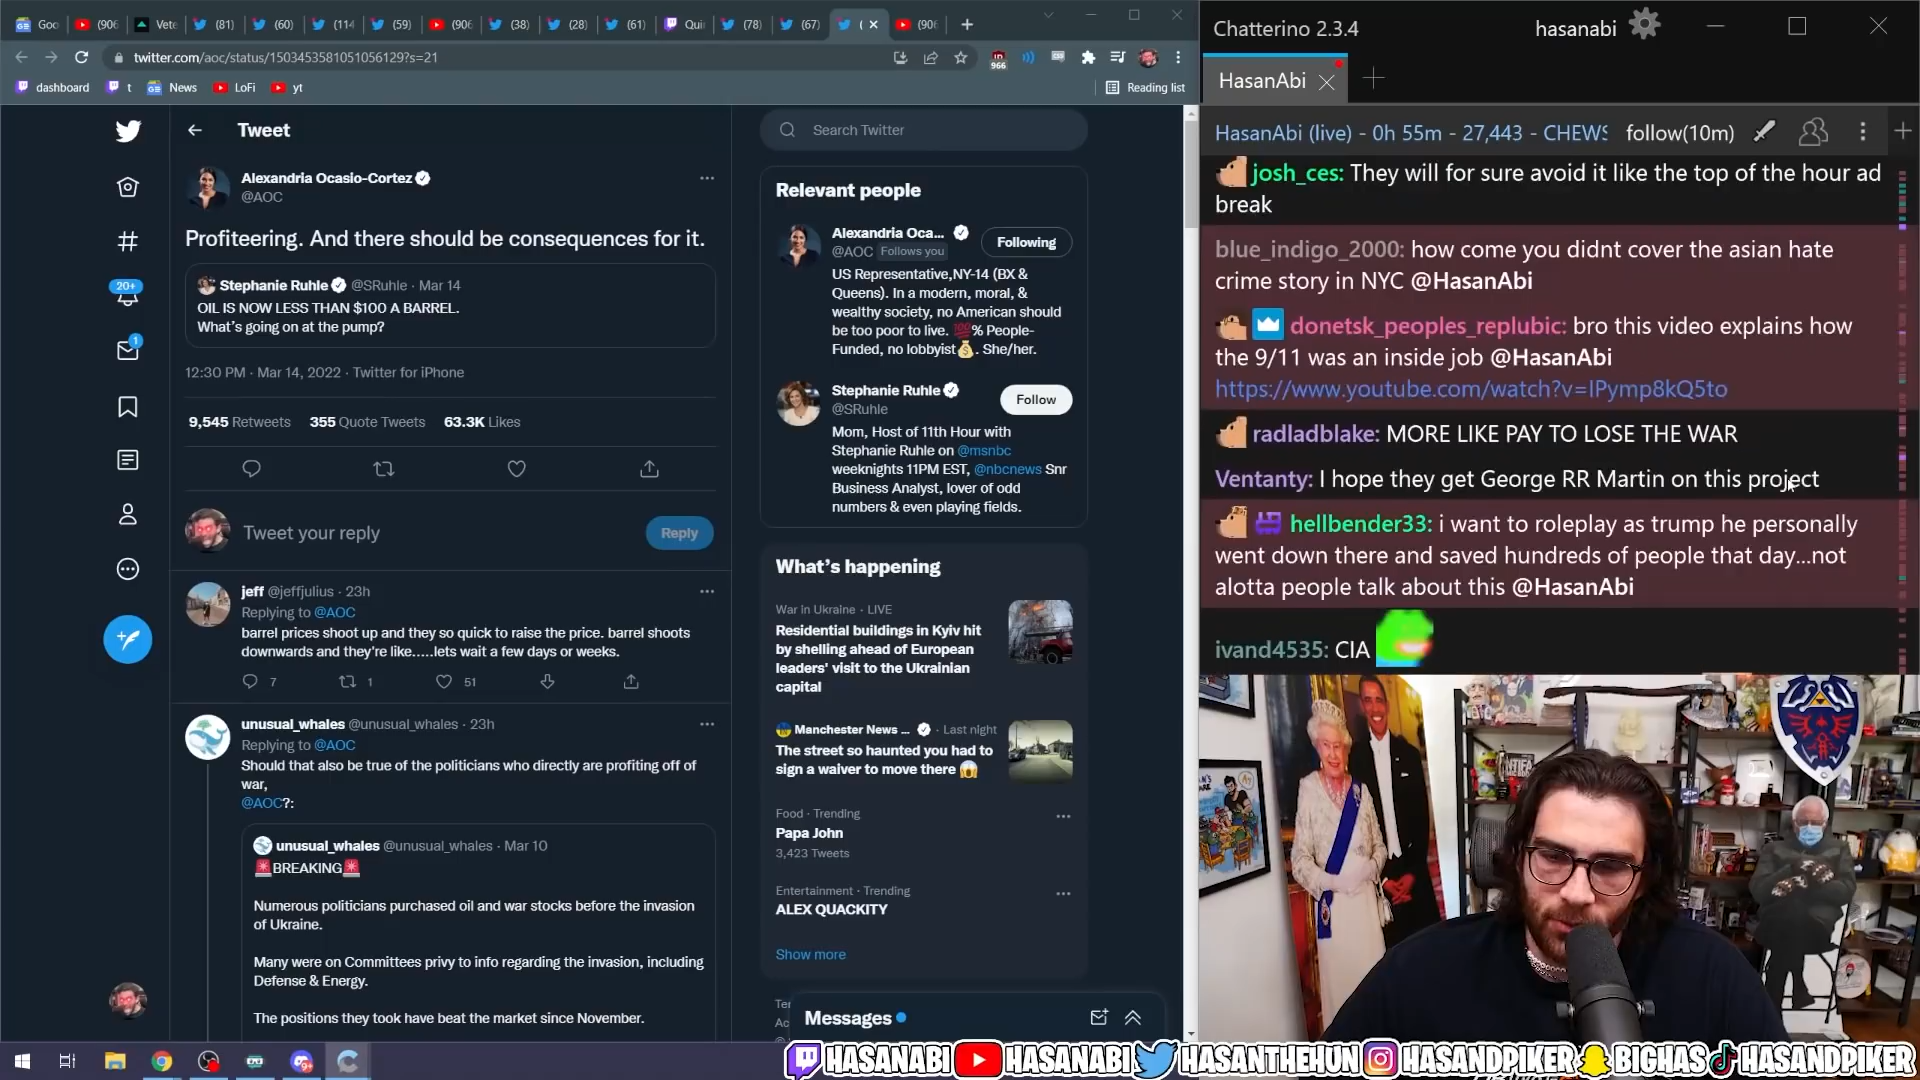 Goo
(906
Vete
(81)
(60)
(114
(59)
(906
(38)
(28)
(61)
Quin
(78)
(67)
(
(906
twitter.com/aoc/status/1503453581051056129?s=21
966
dashboard
t
News
LoFi
yt
Reading list
Tweet
Alexandria Ocasio-Cortez
@AOC
Profiteering. And there should be consequences for it.
Stephanie Ruhle @SRuhle · Mar 14
OIL IS NOW LESS THAN $100 A BARREL.
What's going on at the pump?
12:30 PM · Mar 14, 2022 · Twitter for iPhone
9,545 Retweets 355 Quote Tweets 63.3K Likes
20+
1
Tweet your reply
Reply
jeff @jeffjulius · 23h
Replying to @AOC
barrel prices shoot up and they so quick to raise the price. barrel shoots
downwards and they're like.....lets wait a few days or weeks.
7 1 51
unusual_whales @unusual_whales · 23h
Replying to @AOC
Should that also be true of the politicians who directly are profiting off of
war,
@AOC?:
unusual_whales @unusual_whales · Mar 10
🚨BREAKING🚨
Numerous politicians purchased oil and war stocks before the invasion
of Ukraine.
Many were on Committees privy to info regarding the invasion, including
Defense & Energy.
The positions they took have beat the market since November.
Search Twitter
Relevant people
Alexandria Oca...
@AOC Follows you
Following
US Representative,NY-14 (BX &
Queens). In a modern, moral, &
wealthy society, no American should
be too poor to live. 💯% People-
Funded, no lobbyist💰. She/her.
Stephanie Ruhle
@SRuhle
Follow
Mom, Host of 11th Hour with
Stephanie Ruhle on @msnbc
weeknights 11PM EST, @nbcnews Snr
Business Analyst, lover of odd
numbers & even playing fields.
What's happening
War in Ukraine · LIVE
Residential buildings in Kyiv hit
by shelling ahead of European
leaders' visit to the Ukrainian
capital
Manchester News ... · Last night
The street so haunted you had to
sign a waiver to move there 😱
Food · Trending
Papa John
3,423 Tweets
Entertainment · Trending
ALEX QUACKITY
Show more
Messages
Chatterino 2.3.4
hasanabi
HasanAbi
HasanAbi (live) - 0h 55m - 27,443 - CHEWS
follow(10m)
josh_ces: They will for sure avoid it like the top of the hour ad
break
blue_indigo_2000: how come you didnt cover the asian hate
crime story in NYC @HasanAbi
donetsk_peoples_replubic: bro this video explains how
the 9/11 was an inside job @HasanAbi
https://www.youtube.com/watch?v=IPymp8kQ5to
radladblake: MORE LIKE PAY TO LOSE THE WAR
Ventanty: I hope they get George RR Martin on this project
hellbender33: i want to roleplay as trump he personally
went down there and saved hundreds of people that day...not
alotta people talk about this @HasanAbi
ivand4535: CIA
HASANABI HASANABI HASANTHEHUN HASANDPIKER BIGHAS HASANDPIKER